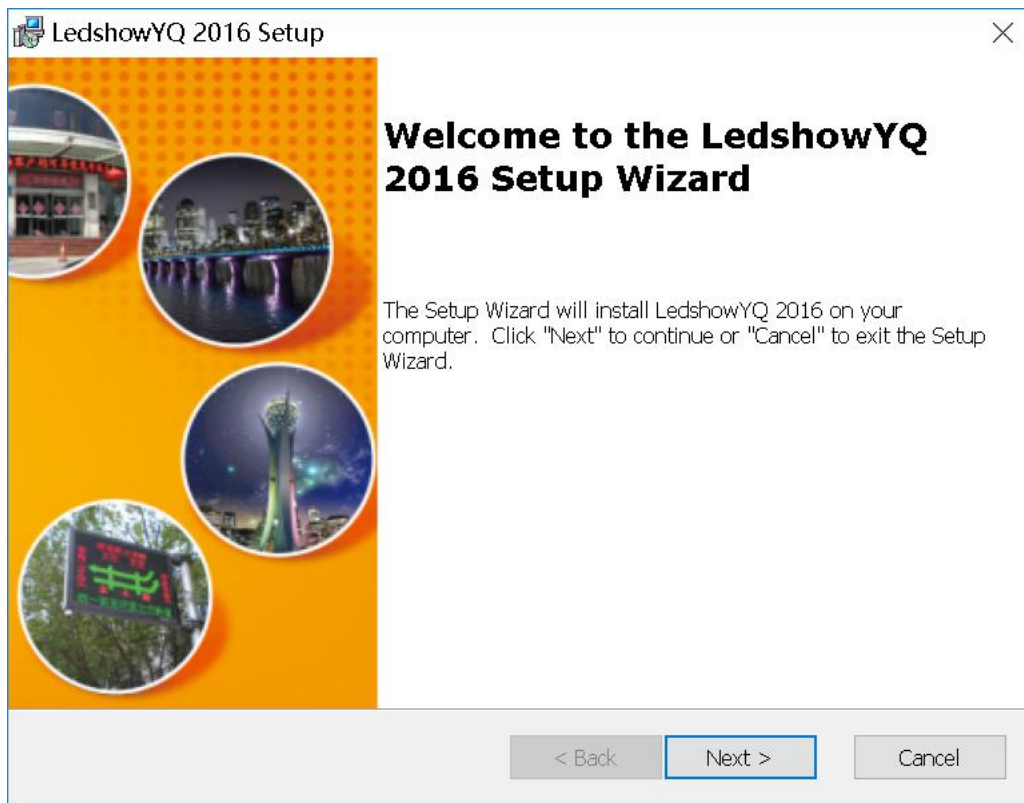 LedshowYQ 2016 Setup
Welcome to the LedshowYQ
2016 Setup Wizard
The Setup Wizard will install LedshowYQ 2016 on your
computer. Click "Next" to continue or "Cancel" to exit the Setup
Wizard.
< Back
Next >
Cancel